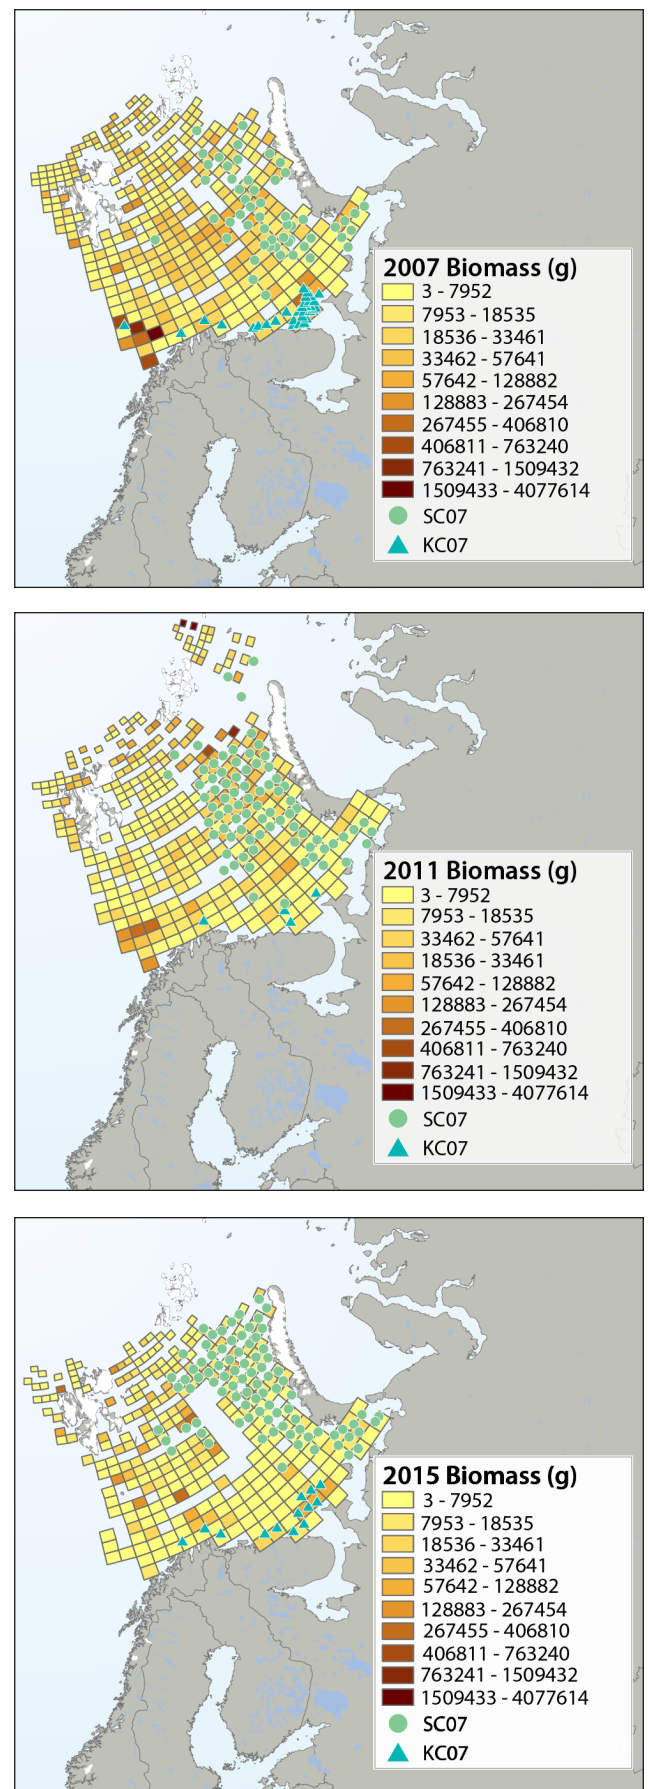 2007 Biomass (g)
3 - 7952
7953 - 18535
18536 - 33461
33462 - 57641
57642 - 128882
128883 - 267454
267455 - 406810
406811 - 763240
763241 - 1509432
1509433 - 4077614
SC07
KC07
2011 Biomass (g)
3 - 7952
7953 - 18535
33462 - 57641
18536 - 33461
57642 - 128882
128883 - 267454
267455 - 406810
406811 - 763240
763241 - 1509432
1509433 - 4077614
SC07
KC07
2015 Biomass (g)
3 - 7952
7953 - 18535
18536 - 33461
33462 - 57641
57642 - 128882
128883 - 267454
267455 - 406810
406811 - 763240
763241 - 1509432
1509433 - 4077614
SC07
KC07